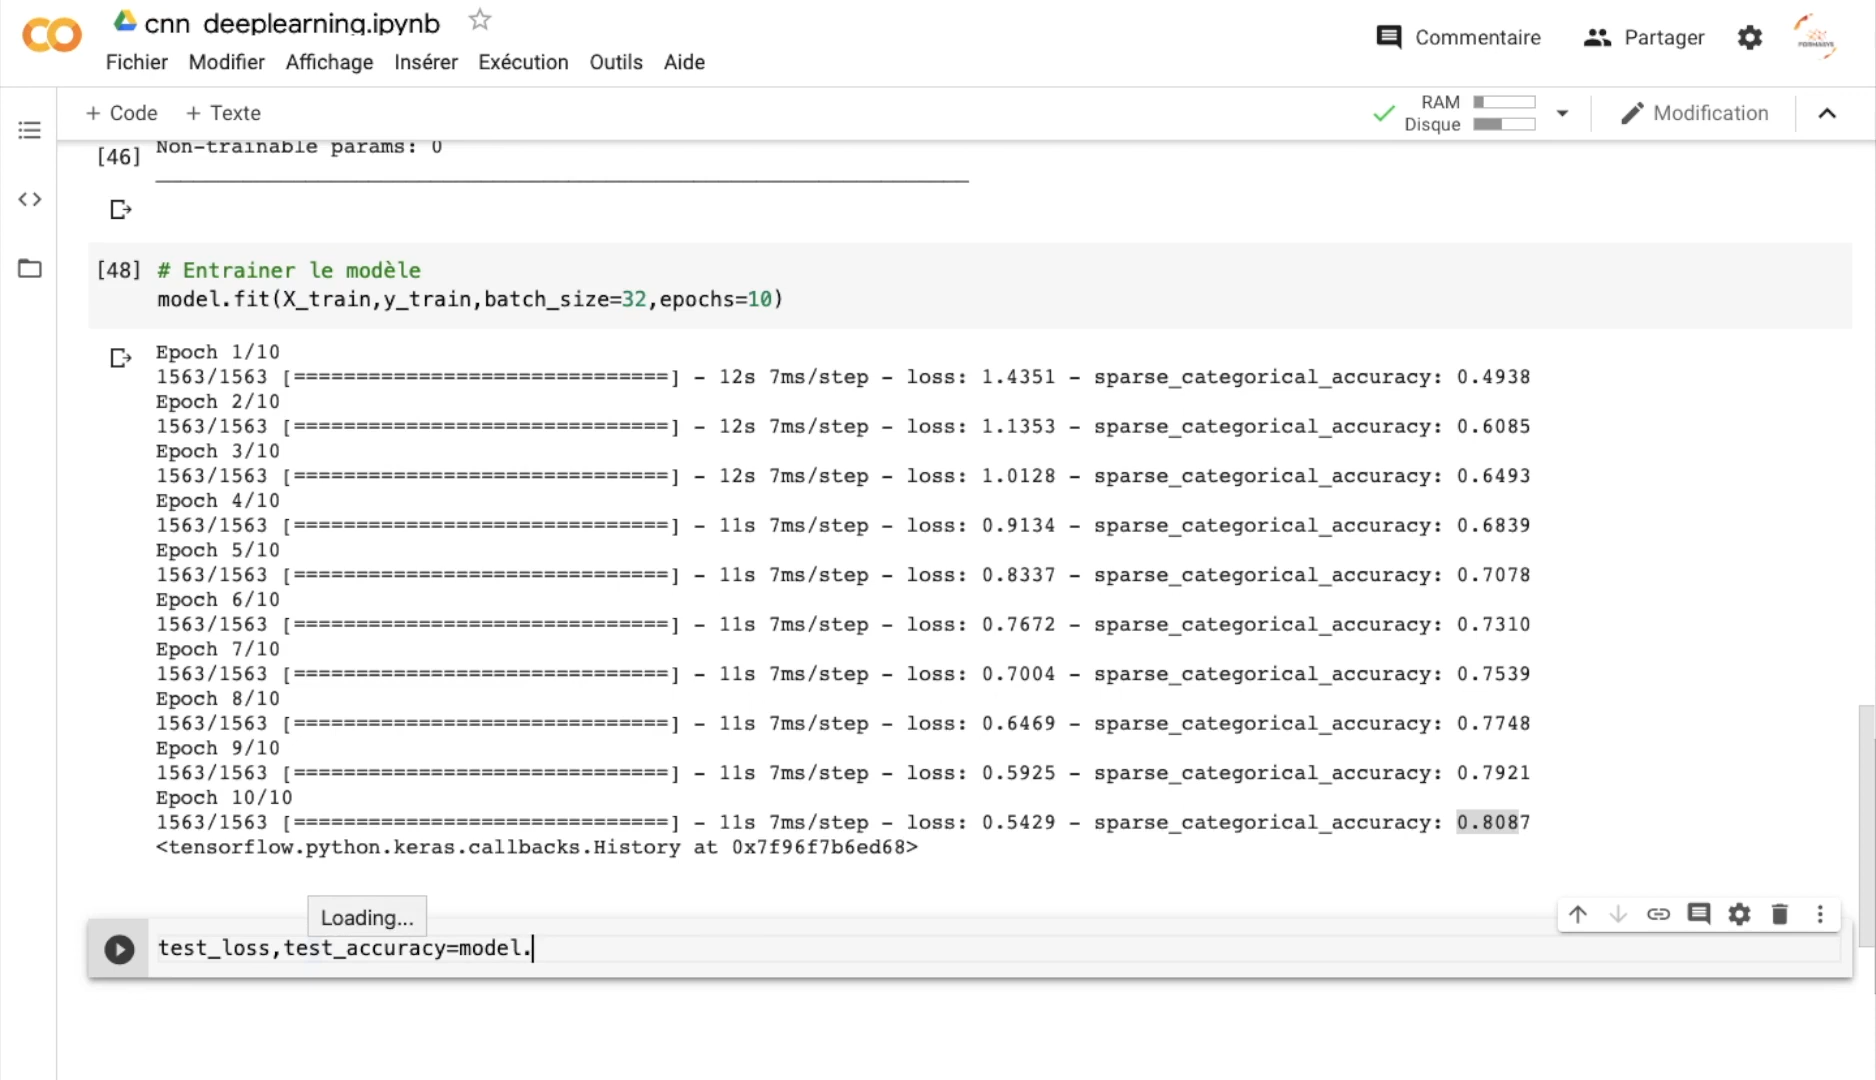 cnn deeplearning.ipynb
Commentaire
Partager
Fichier Modifier Affichage Insérer Exécution Outils Aide
+ Code + Texte
RAM
Disque
Modification
[46] Non-trainable params: 0
[48] # Entrainer le modèle
model.fit(X_train,y_train,batch_size=32,epochs=10)
Epoch 1/10
1563/1563 [==============================] - 12s 7ms/step - loss: 1.4351 - sparse_categorical_accuracy: 0.4938
Epoch 2/10
1563/1563 [==============================] - 12s 7ms/step - loss: 1.1353 - sparse_categorical_accuracy: 0.6085
Epoch 3/10
1563/1563 [==============================] - 12s 7ms/step - loss: 1.0128 - sparse_categorical_accuracy: 0.6493
Epoch 4/10
1563/1563 [==============================] - 11s 7ms/step - loss: 0.9134 - sparse_categorical_accuracy: 0.6839
Epoch 5/10
1563/1563 [==============================] - 11s 7ms/step - loss: 0.8337 - sparse_categorical_accuracy: 0.7078
Epoch 6/10
1563/1563 [==============================] - 11s 7ms/step - loss: 0.7672 - sparse_categorical_accuracy: 0.7310
Epoch 7/10
1563/1563 [==============================] - 11s 7ms/step - loss: 0.7004 - sparse_categorical_accuracy: 0.7539
Epoch 8/10
1563/1563 [==============================] - 11s 7ms/step - loss: 0.6469 - sparse_categorical_accuracy: 0.7748
Epoch 9/10
1563/1563 [==============================] - 11s 7ms/step - loss: 0.5925 - sparse_categorical_accuracy: 0.7921
Epoch 10/10
1563/1563 [==============================] - 11s 7ms/step - loss: 0.5429 - sparse_categorical_accuracy: 0.8087
<tensorflow.python.keras.callbacks.History at 0x7f96f7b6ed68>
Loading...
test_loss,test_accuracy=model.